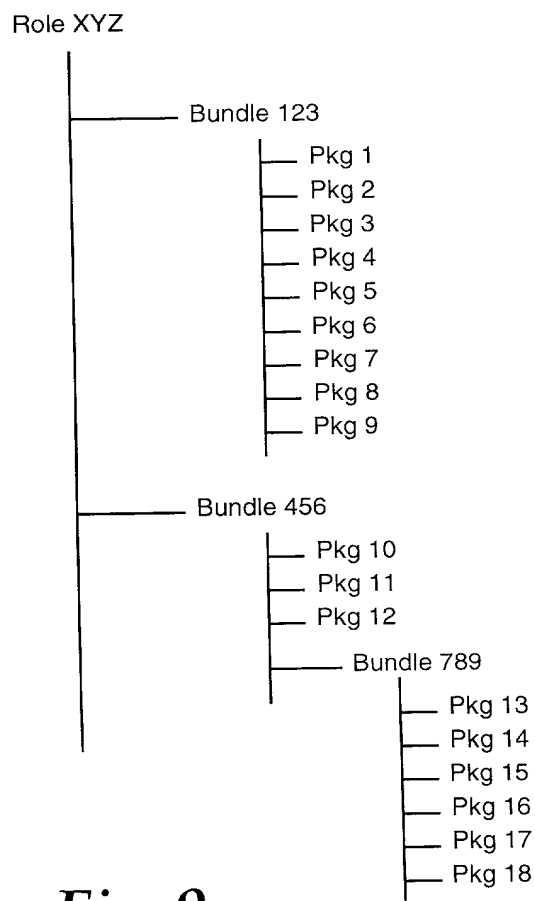 Role XYZ
Bundle 123
Pkg 1
Pkg 2
Pkg 3
Pkg 4
Pkg 5
Pkg 6
Pkg 7
Pkg 8
Pkg 9
Bundle 456
Pkg 10
Pkg 11
Pkg 12
Bundle 789
Pkg 13
Pkg 14
Pkg 15
Pkg 16
Pkg 17
Pkg 18